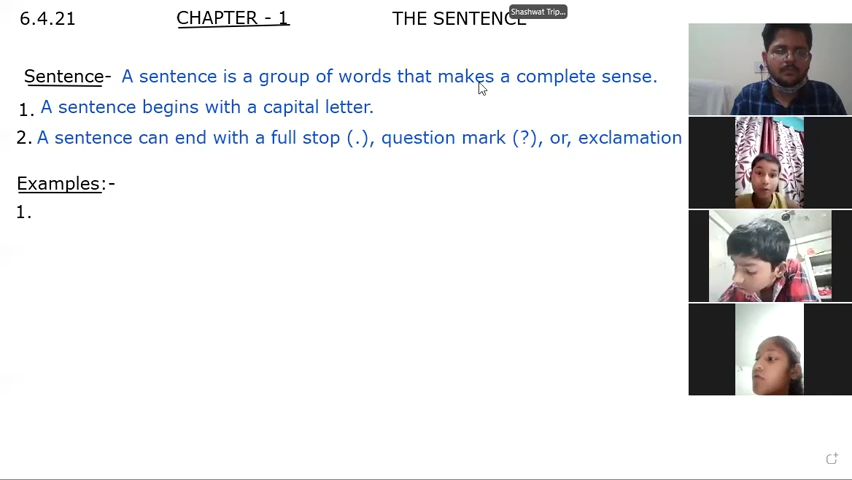 6.4.21 CHAPTER - 1 THE SENTENCE
Shashwat Trip...
Sentence- A sentence is a group of words that makes a complete sense.
1. A sentence begins with a capital letter.
2. A sentence can end with a full stop (.), question mark (?), or, exclamation
Examples:-
1.